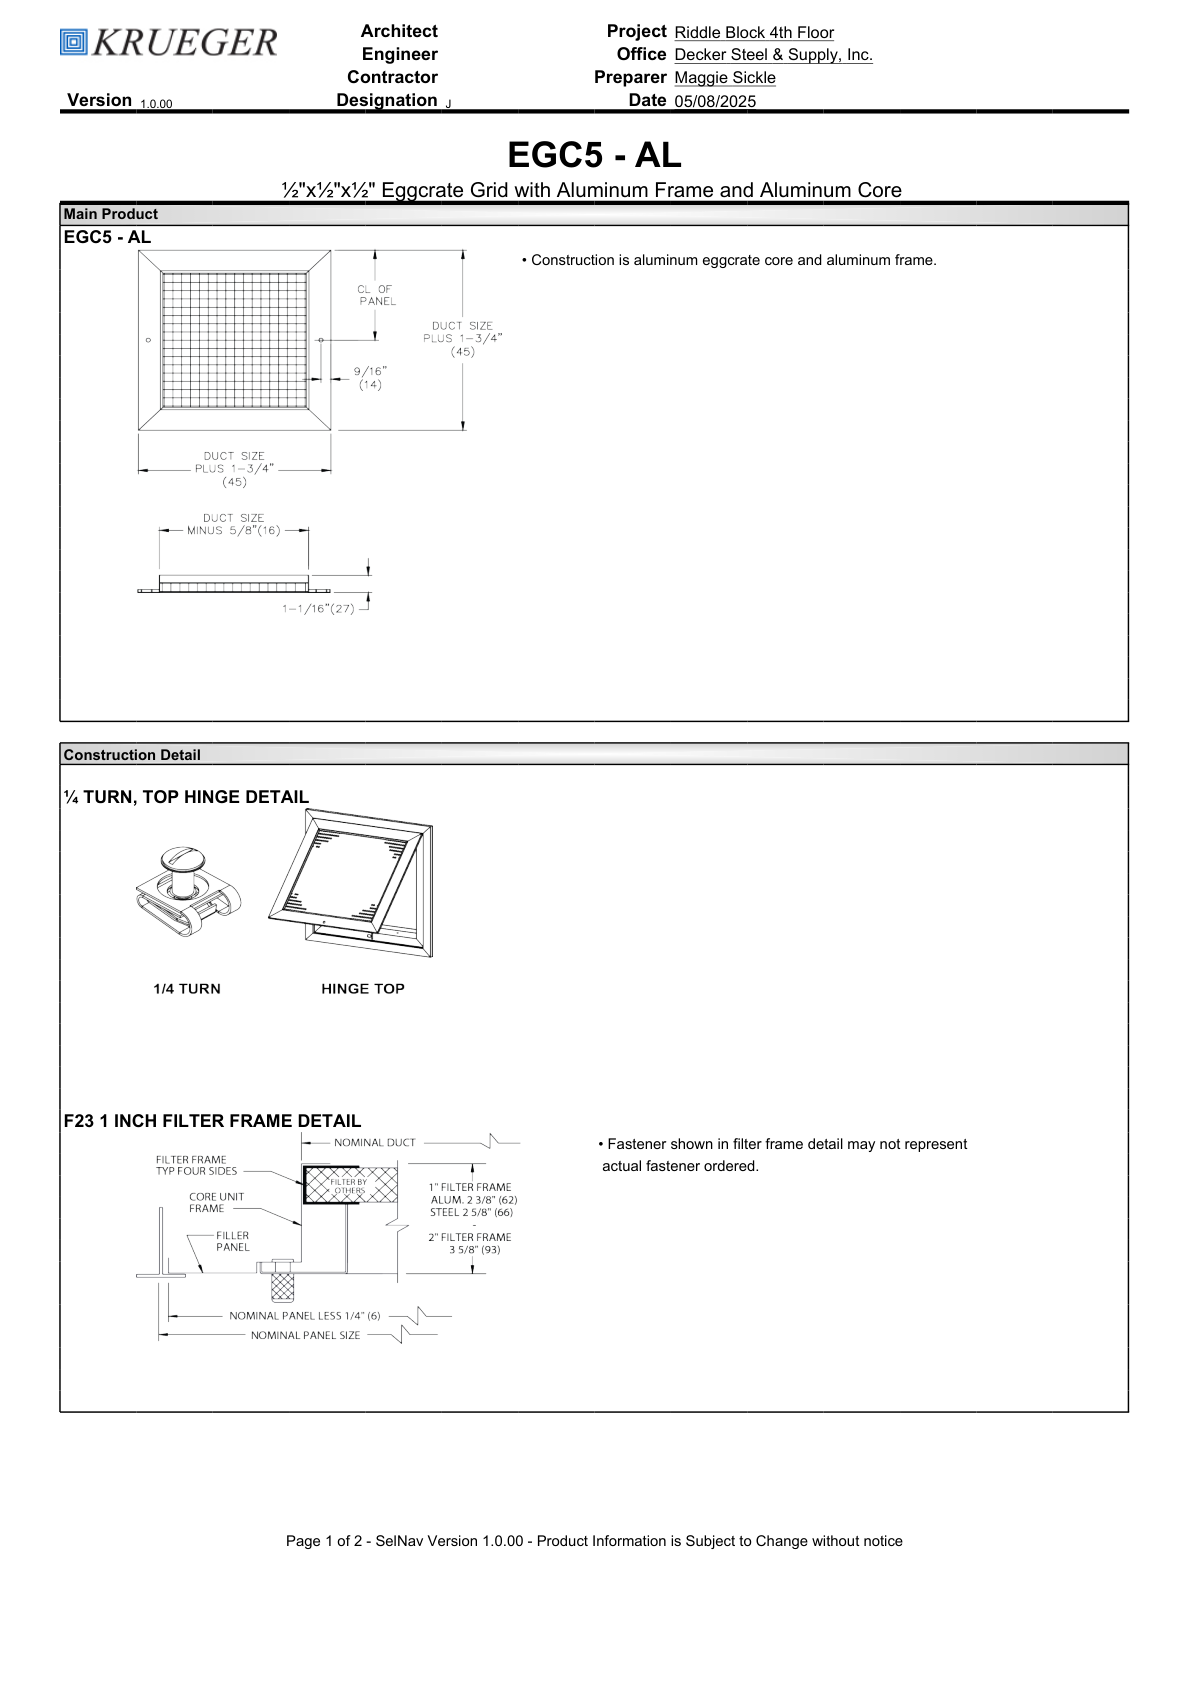 KRUEGER
Architect
Engineer
Contractor
Version 1.0.00
Designation J
Project Riddle Block 4th Floor
Office Decker Steel & Supply, Inc.
Preparer Maggie Sickle
Date 05/08/2025
EGC5 - AL
½"x½"x½" Eggcrate Grid with Aluminum Frame and Aluminum Core
Main Product
EGC5 - AL
• Construction is aluminum eggcrate core and aluminum frame.
CL OF
PANEL
DUCT SIZE
PLUS 1-3/4"
(45)
9/16"
(14)
DUCT SIZE
PLUS 1-3/4"
(45)
DUCT SIZE
MINUS 5/8"(16)
1-1/16"(27)
Construction Detail
¼ TURN, TOP HINGE DETAIL
1/4 TURN
HINGE TOP
F23 1 INCH FILTER FRAME DETAIL
• Fastener shown in filter frame detail may not represent
actual fastener ordered.
NOMINAL DUCT
FILTER FRAME
TYP FOUR SIDES
FILTER BY
OTHERS
CORE UNIT
FRAME
1" FILTER FRAME
ALUM. 2 3/8" (62)
STEEL 2 5/8" (66)
-
2" FILTER FRAME
3 5/8" (93)
FILLER
PANEL
NOMINAL PANEL LESS 1/4" (6)
NOMINAL PANEL SIZE
Page 1 of 2 - SelNav Version 1.0.00 - Product Information is Subject to Change without notice